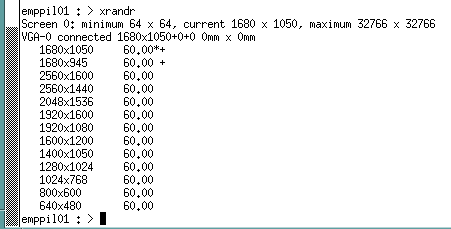 emppil01 : > xrandr
Screen 0: minimum 64 x 64, current 1680 x 1050, maximum 32766 x 32766
VGA-0 connected 1680x1050+0+0 0mm x 0mm
   1680x1050      60.00*+
   1680x945       60.00 +
   2560x1600      60.00
   2560x1440      60.00
   2048x1536      60.00
   1920x1600      60.00
   1920x1080      60.00
   1600x1200      60.00
   1400x1050      60.00
   1280x1024      60.00
   1024x768       60.00
   800x600        60.00
   640x480        60.00
emppil01 : >